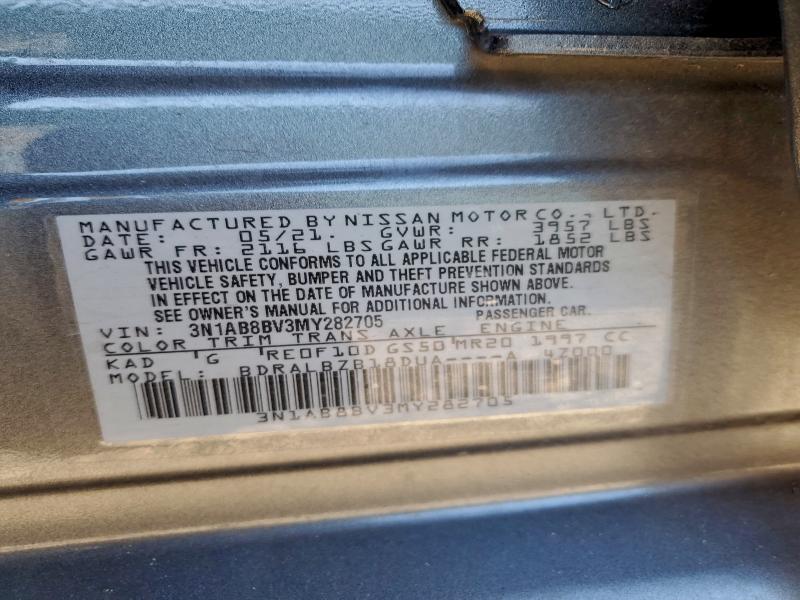 MANUFACTURED BY NISSAN MOTOR CO., LTD.
DATE: 05/21. GVWR: 3957 LBS
GAWR FR: 2116 LBS GAWR RR: 1852 LBS
THIS VEHICLE CONFORMS TO ALL APPLICABLE FEDERAL MOTOR
VEHICLE SAFETY, BUMPER AND THEFT PREVENTION STANDARDS
IN EFFECT ON THE DATE OF MANUFACTURE SHOWN ABOVE.
SEE OWNER'S MANUAL FOR ADDITIONAL INFORMATION.
VIN: 3N1AB8BV3MY282705 PASSENGER CAR.
COLOR TRIM TRANS AXLE ENGINE
KAD G RE0F10D GS50 MR20 1997 CC
MODEL: BDRALBZB18DUA----A 4Z000
3N1AB8BV3MY282705